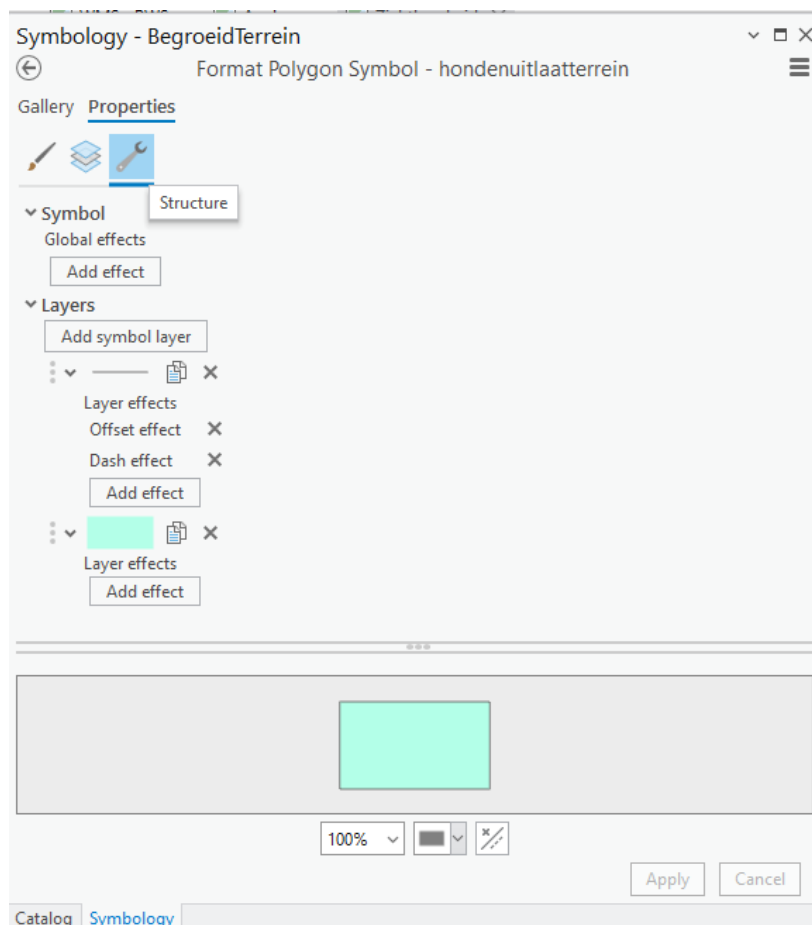 Symbology - BegroeidTerrein
Format Polygon Symbol - hondenuitlaatterrein
Gallery Properties
Structure
Symbol
Global effects
Add effect
Layers
Add symbol layer
Layer effects
Offset effect
Dash effect
Add effect
Layer effects
Add effect
100%
Apply Cancel
Catalog Symbology